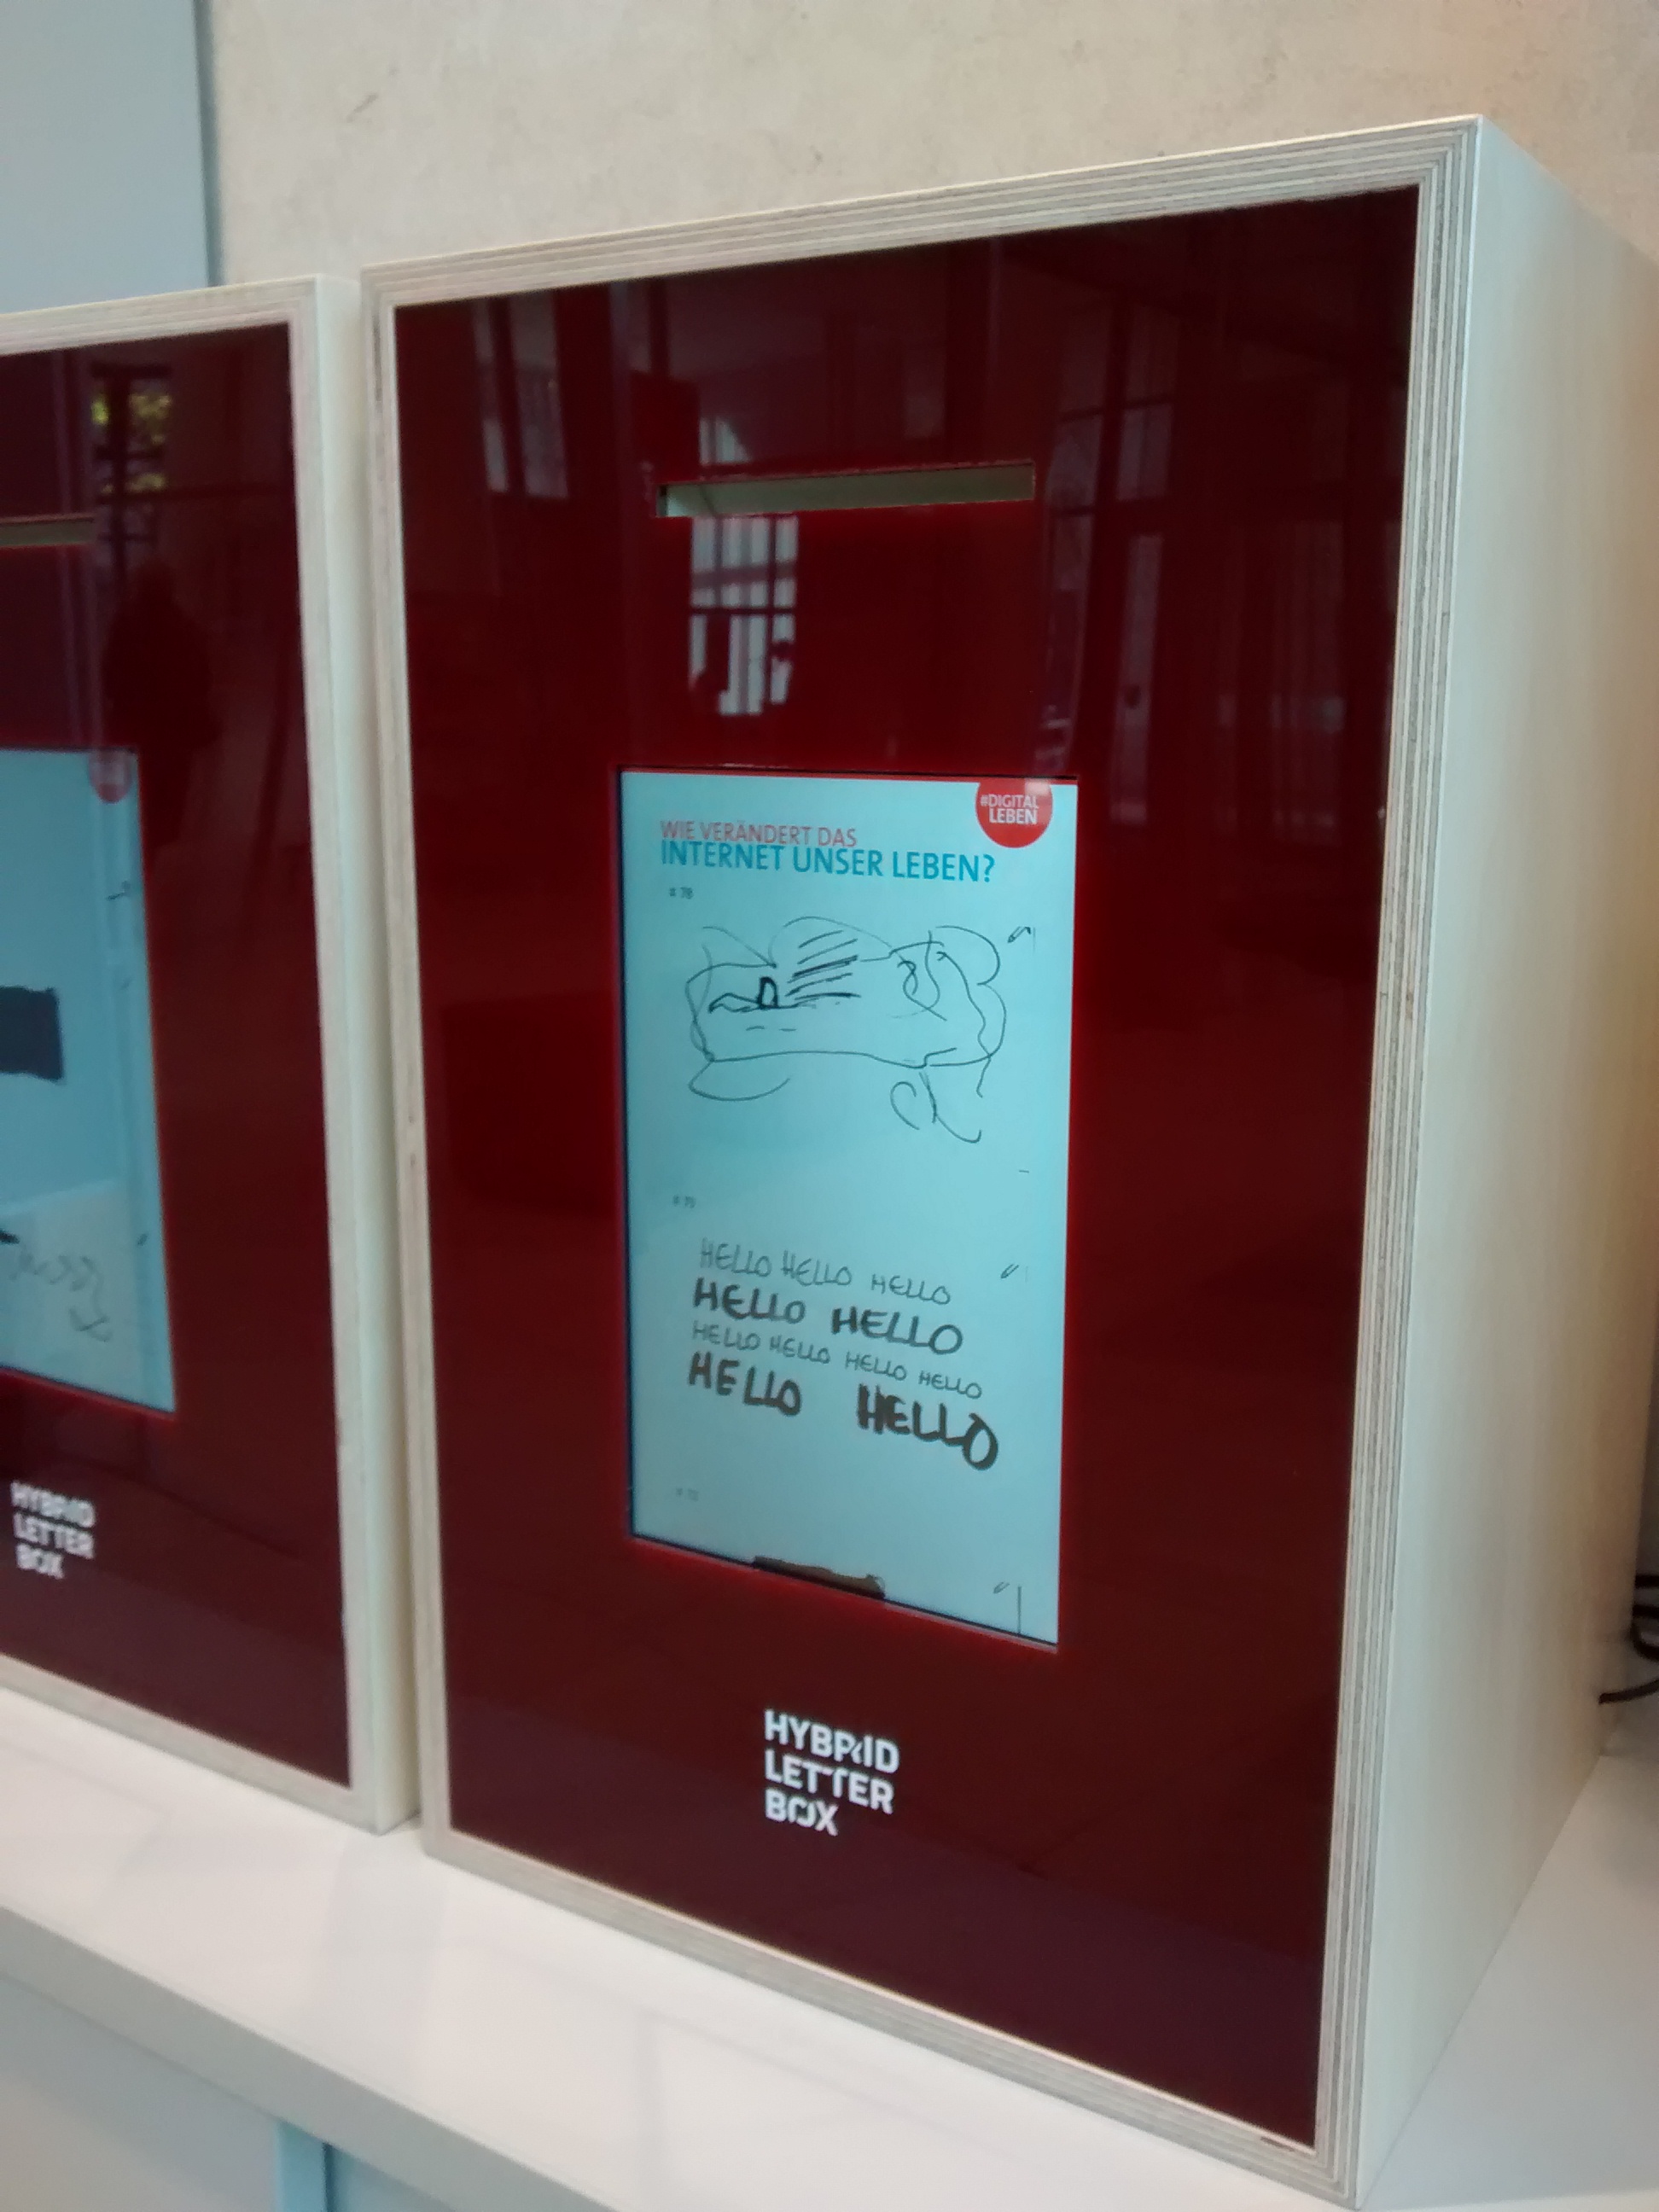 #DIGITAL
LEBEN
WIE VERÄNDERT DAS
INTERNET UNSER LEBEN?
# 78
HELLO HELLO HELLO
HELLO HELLO
HELLO HELLO HELLO HELLO
HELLO HELLO
HYBRID
LETTER
BOX
HYBRID
LETTER
BOX